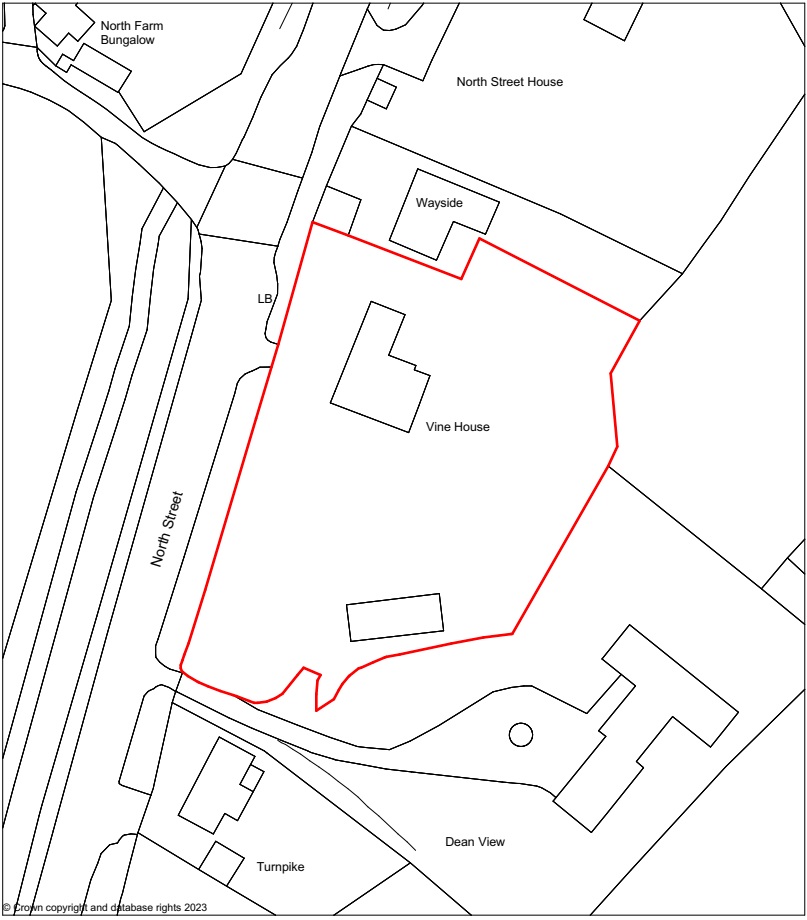 North Farm
Bungalow
North Street House
Wayside
LB
Vine House
North Street
Dean View
Turnpike
© Crown copyright and database rights 2023